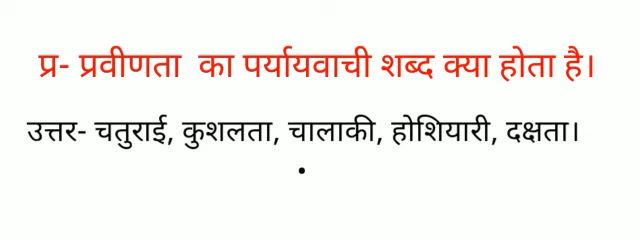 प्र- प्रवीणता का पर्यायवाची शब्द क्या होता है।
उत्तर- चतुराई, कुशलता, चालाकी, होशियारी, दक्षता।